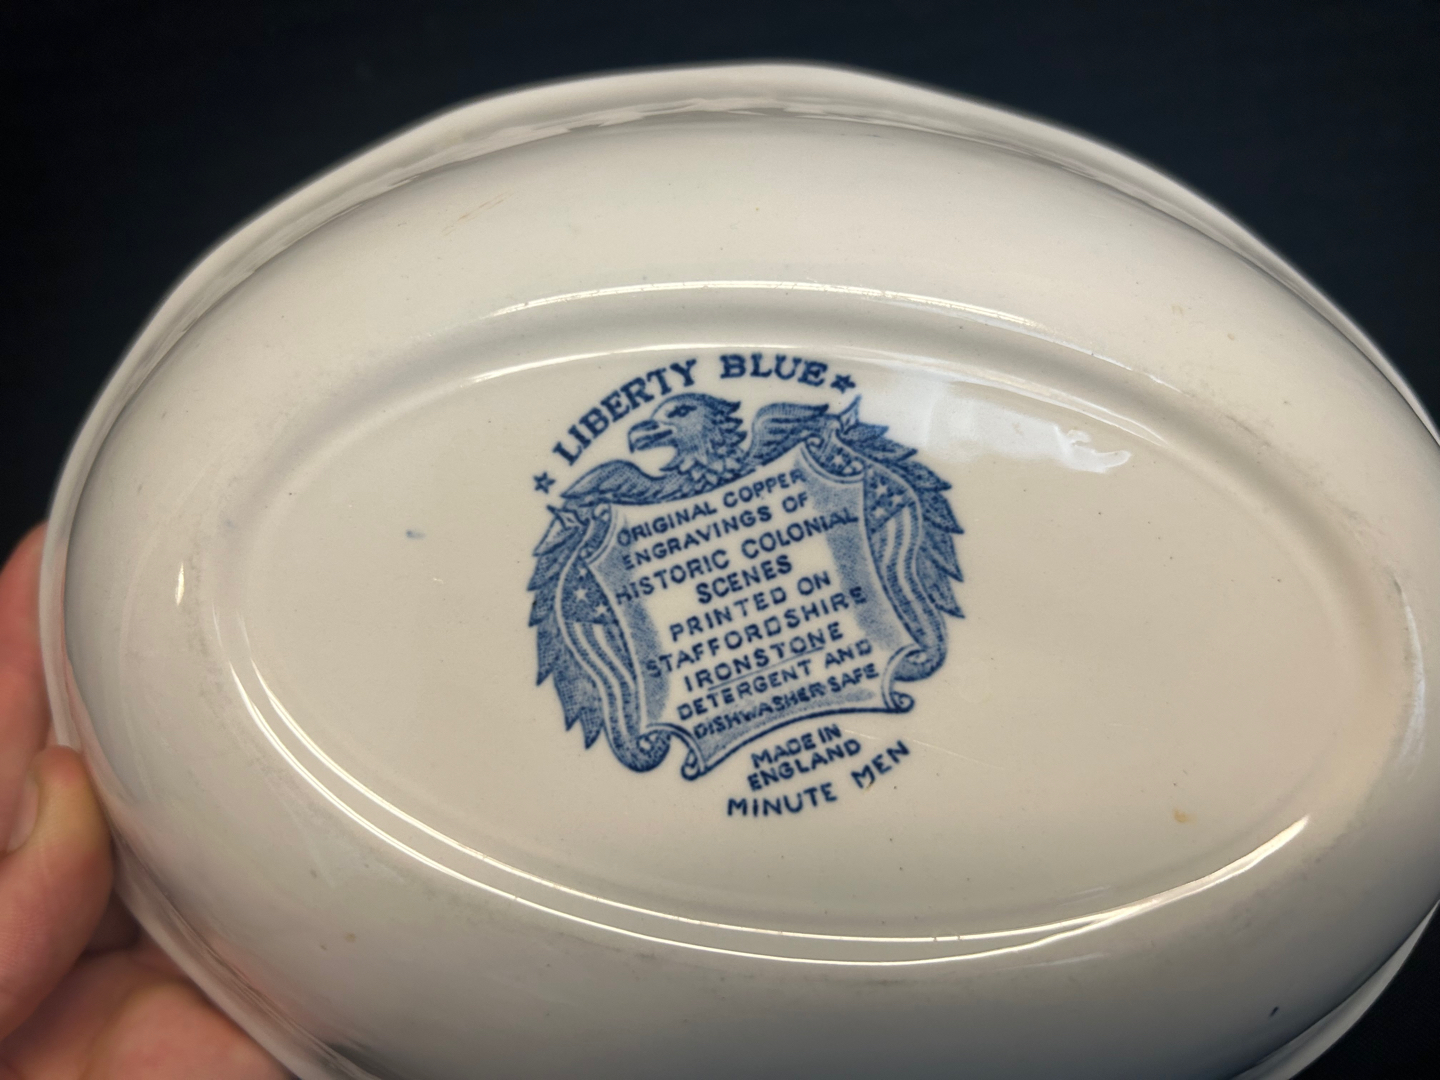 LIBERTY BLUE
ORIGINAL COPPER
ENGRAVINGS OF
HISTORIC COLONIAL
SCENES
PRINTED ON
STAFFORDSHIRE
IRONSTONE
DETERGENT AND
DISHWASHER SAFE
MADE IN
ENGLAND
MINUTE MEN